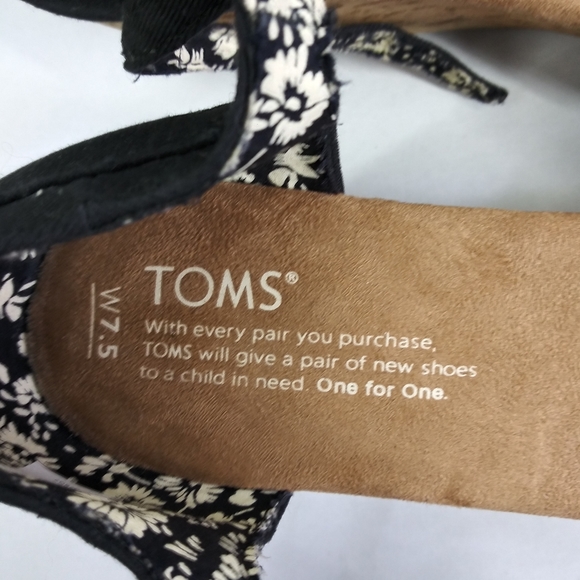 TOMS®
With every pair you purchase,
TOMS will give a pair of new shoes
to a child in need. One for One.
W7.5